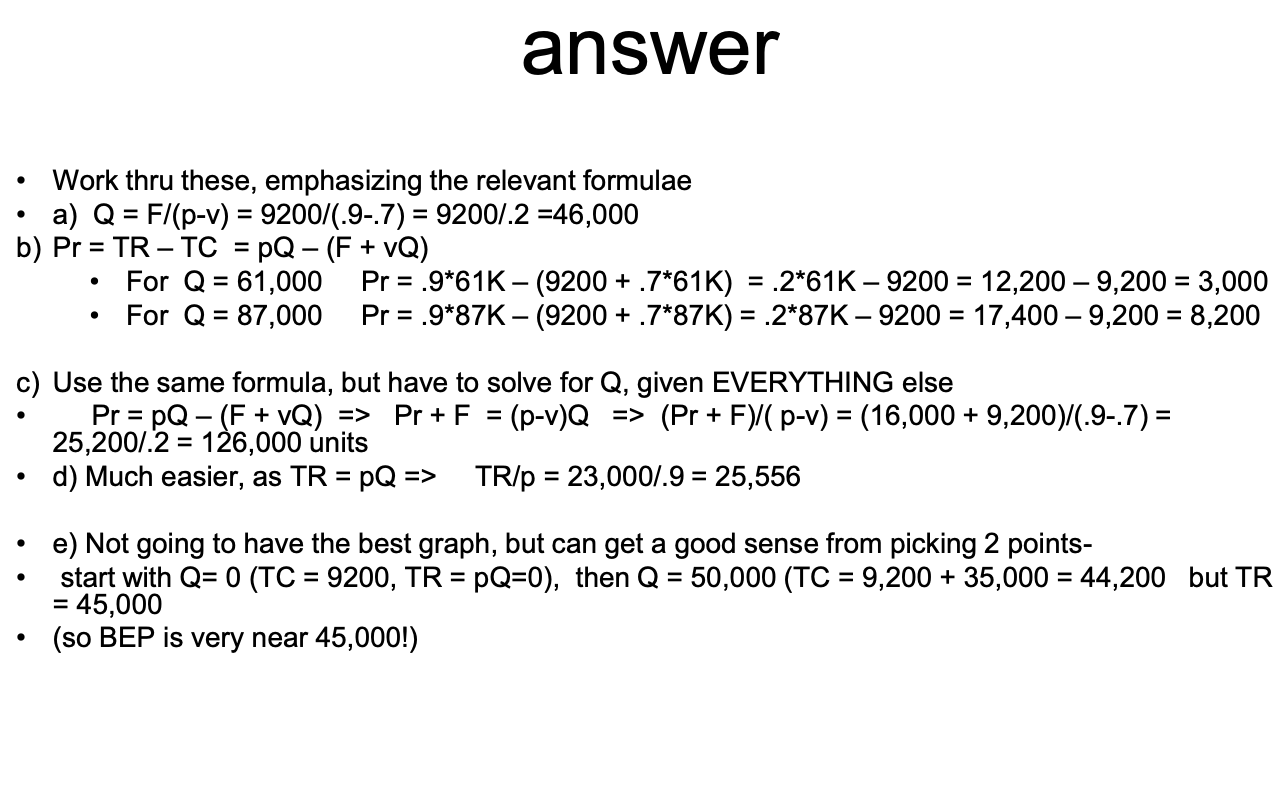 answer
• Work thru these, emphasizing the relevant formulae
• a) Q = F/(p-v) = 9200/(.9-.7) = 9200/.2 =46,000
b) Pr = TR – TC = pQ – (F + vQ)
• For Q = 61,000 Pr = .9*61K – (9200 + .7*61K) = .2*61K – 9200 = 12,200 – 9,200 = 3,000
• For Q = 87,000 Pr = .9*87K – (9200 + .7*87K) = .2*87K – 9200 = 17,400 – 9,200 = 8,200
c) Use the same formula, but have to solve for Q, given EVERYTHING else
• Pr = pQ – (F + vQ) => Pr + F = (p-v)Q => (Pr + F)/( p-v) = (16,000 + 9,200)/(.9-.7) =
25,200/.2 = 126,000 units
• d) Much easier, as TR = pQ => TR/p = 23,000/.9 = 25,556
• e) Not going to have the best graph, but can get a good sense from picking 2 points-
• start with Q= 0 (TC = 9200, TR = pQ=0), then Q = 50,000 (TC = 9,200 + 35,000 = 44,200 but TR
= 45,000
• (so BEP is very near 45,000!)